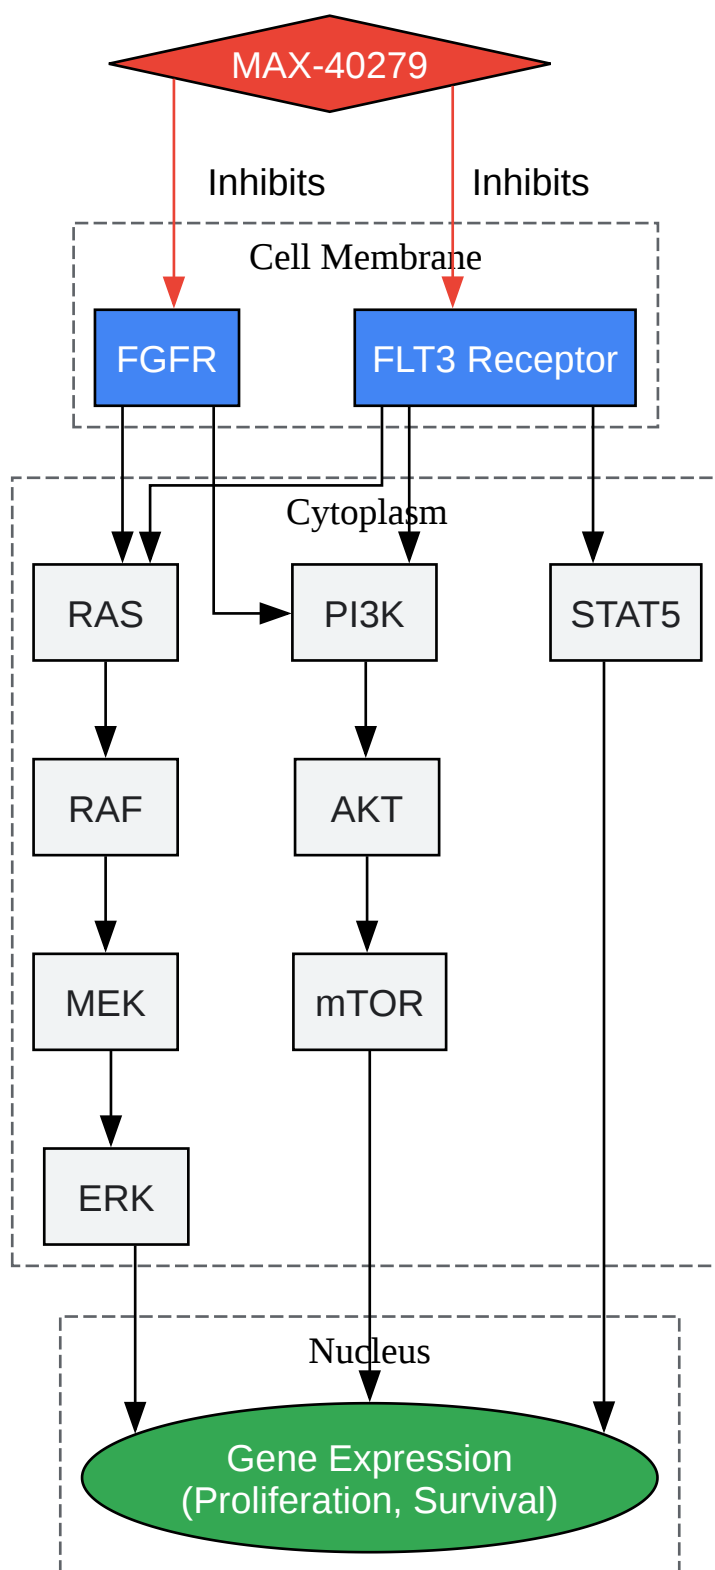 MAX-40279
Inhibits
Inhibits
Cell Membrane
FGFR
FLT3 Receptor
Cytoplasm
RAS
PI3K
STAT5
RAF
AKT
MEK
mTOR
ERK
Nucleus
Gene Expression
(Proliferation, Survival)